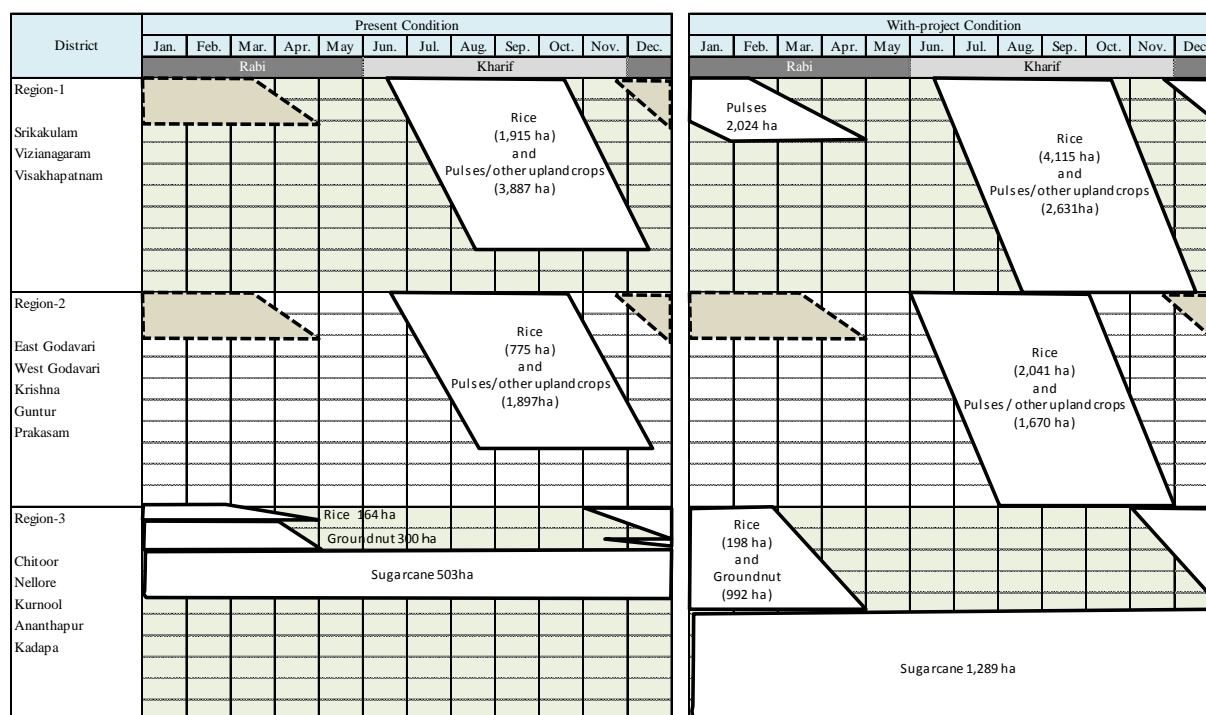 District
Present Condition
With-project Condition
Jan. Feb. Mar. Apr. May Jun. Jul. Aug. Sep. Oct. Nov. Dec.
Jan. Feb. Mar. Apr. May Jun. Jul. Aug. Sep. Oct. Nov. Dec
Rabi
Kharif
Rabi
Kharif
Region-1
Srikakulam
Vizianagaram
Visakhapatnam
Rice
(1,915 ha)
and
Pulses/other upland crops
(3,887 ha)
Pulses
2,024 ha
Rice
(4,115 ha)
and
Pulses/other upland crops
(2,631ha)
Region-2
East Godavari
West Godavari
Krishna
Guntur
Prakasam
Rice
(775 ha)
and
Pulses/other upland crops
(1,897ha)
Rice
(2,041 ha)
and
Pulses/other upland crops
(1,670 ha)
Region-3
Chitoor
Nellore
Kurnool
Ananthapur
Kadapa
Rice 164 ha
Groundnut 300 ha
Sugarcane 503ha
Rice
(198 ha)
and
Groundnut
(992 ha)
Sugarcane 1,289 ha